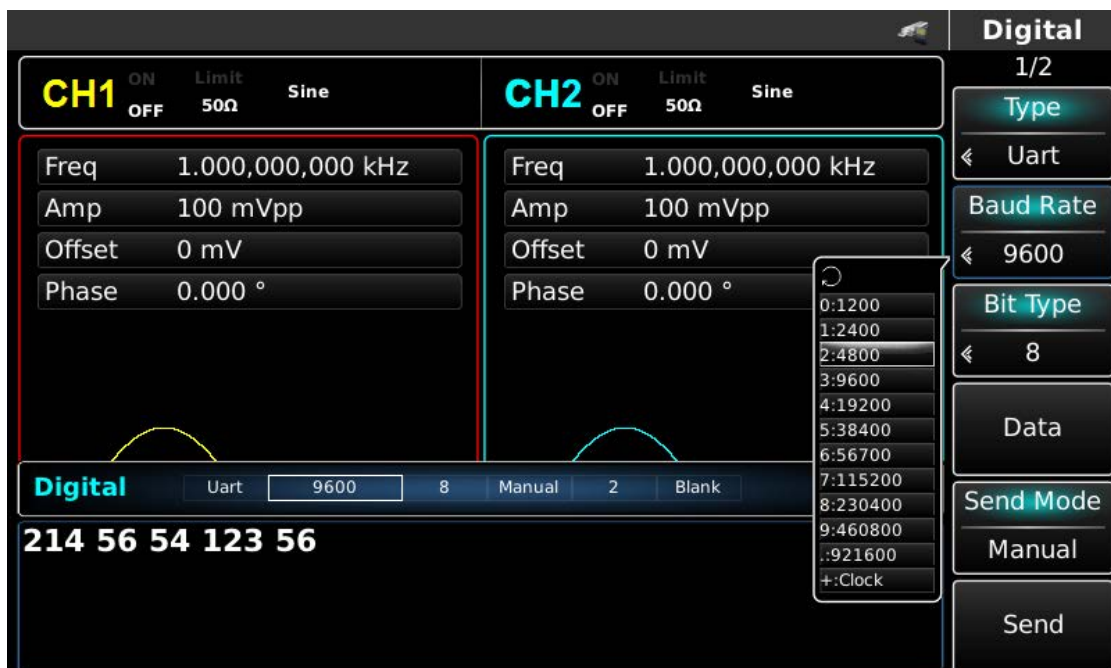 Digital
1/2
CH1 ON OFF Limit 50Ω Sine
CH2 ON OFF Limit 50Ω Sine
Freq 1.000,000,000 kHz
Amp 100 mVpp
Offset 0 mV
Phase 0.000 °
Freq 1.000,000,000 kHz
Amp 100 mVpp
Offset 0 mV
Phase 0.000 °
0:1200
1:2400
2:4800
3:9600
4:19200
5:38400
6:56700
7:115200
8:230400
9:460800
.:921600
+:Clock
Type
Uart
Baud Rate
9600
Bit Type
8
Data
Send Mode
Manual
Send
Digital Uart 9600 8 Manual 2 Blank
214 56 54 123 56